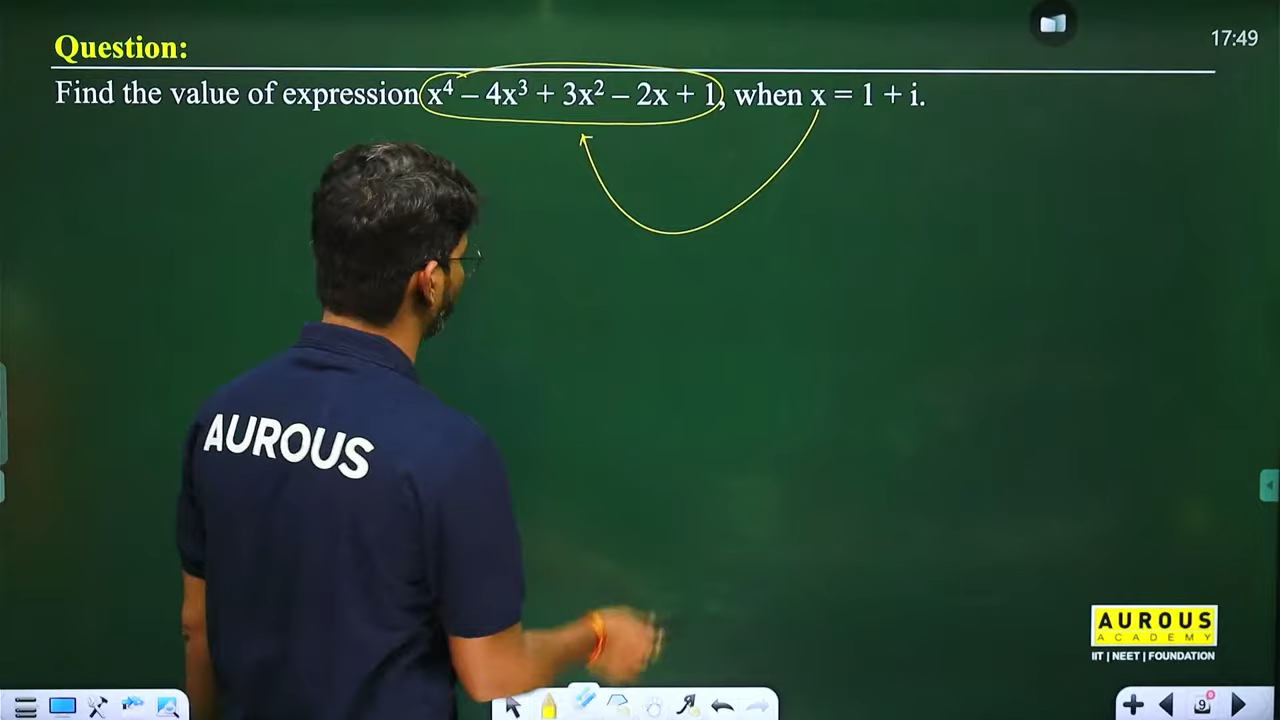 17:49
Question:
Find the value of expression x⁴ – 4x³ + 3x² – 2x + 1, when x = 1 + i.
AUROUS
AUROUS
ACADEMY
IIT | NEET | FOUNDATION
9